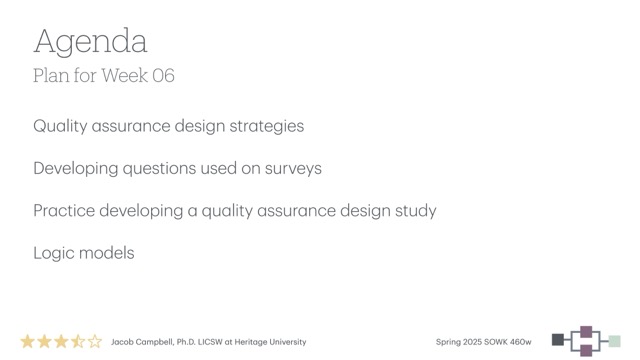 Agenda
Plan for Week 06
Quality assurance design strategies
Developing questions used on surveys
Practice developing a quality assurance design study
Logic models
Jacob Campbell, Ph.D. LICSW at Heritage University
Spring 2025 SOWK 460w